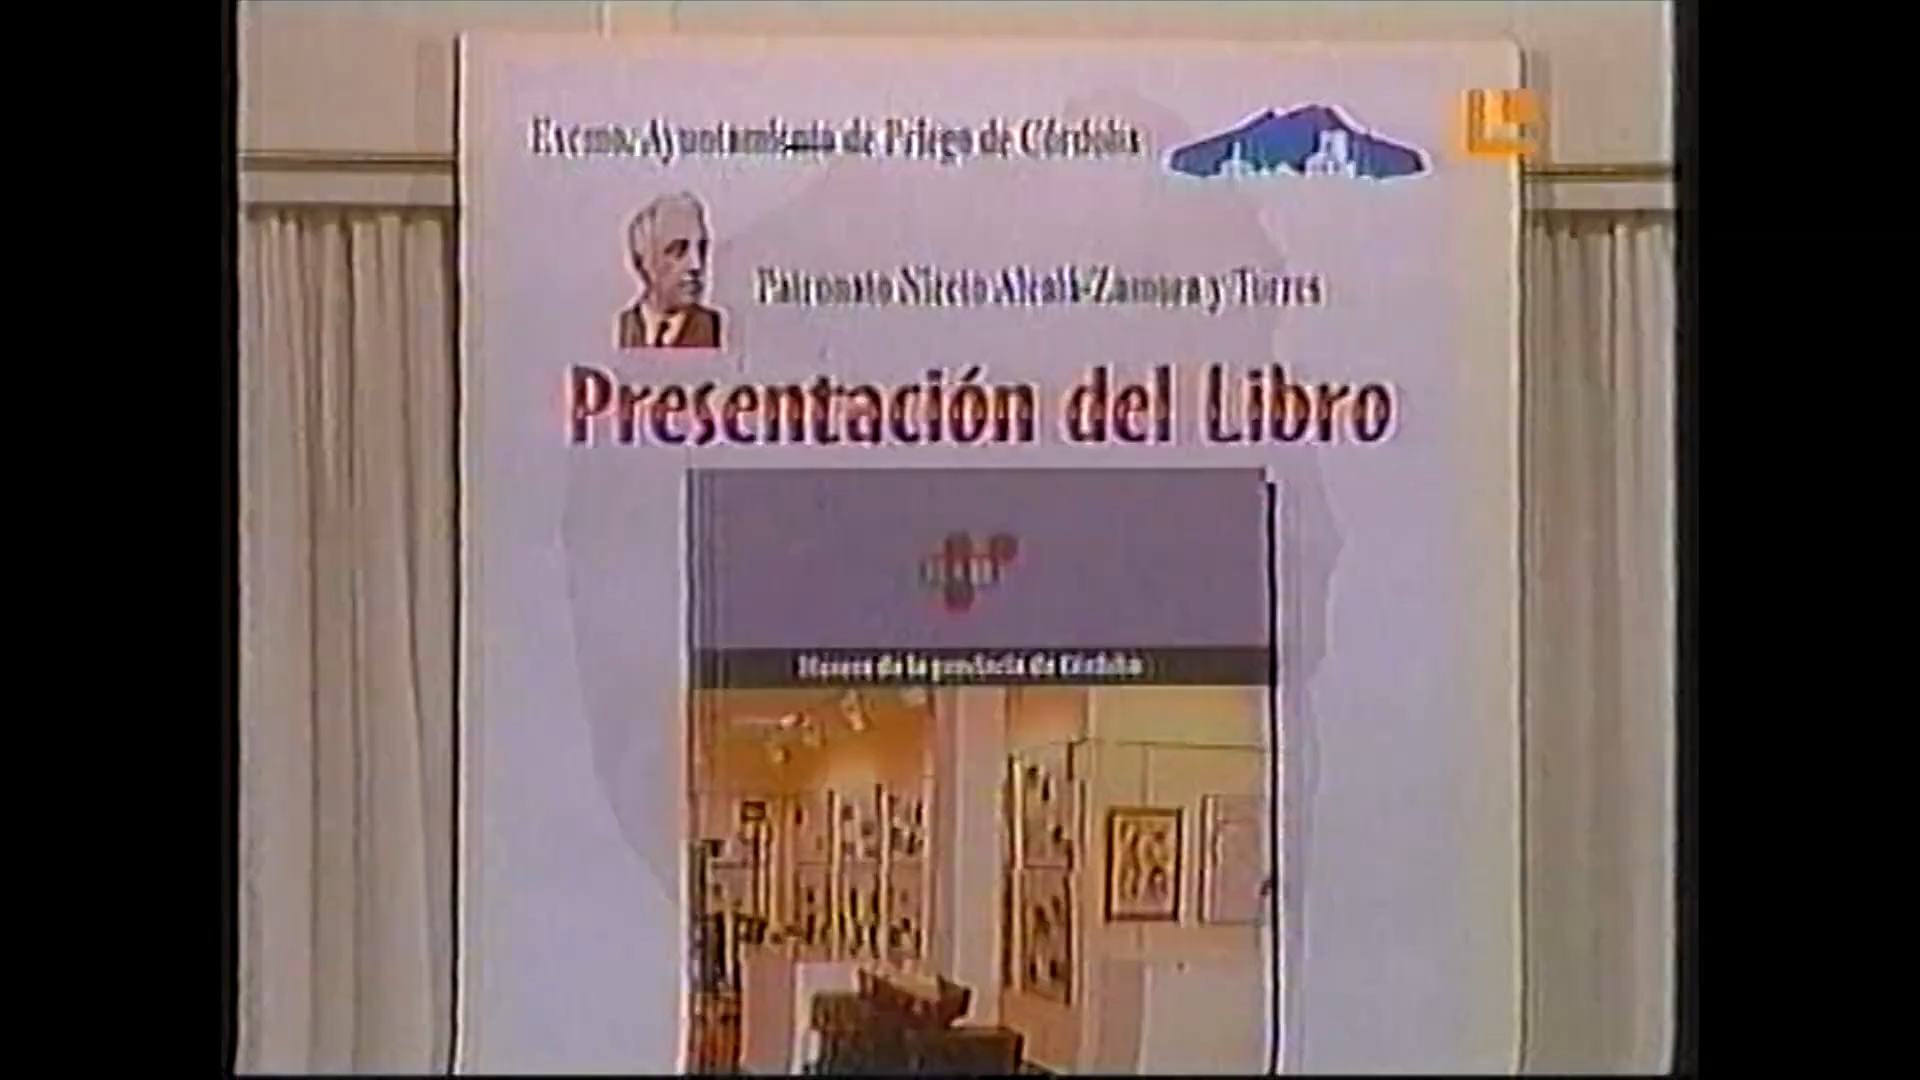 Excmo. Ayuntamiento de Priego de Córdoba
Patronato Niceto Alcalá-Zamora y Torres
Presentación del Libro
Museos de la provincia de Córdoba